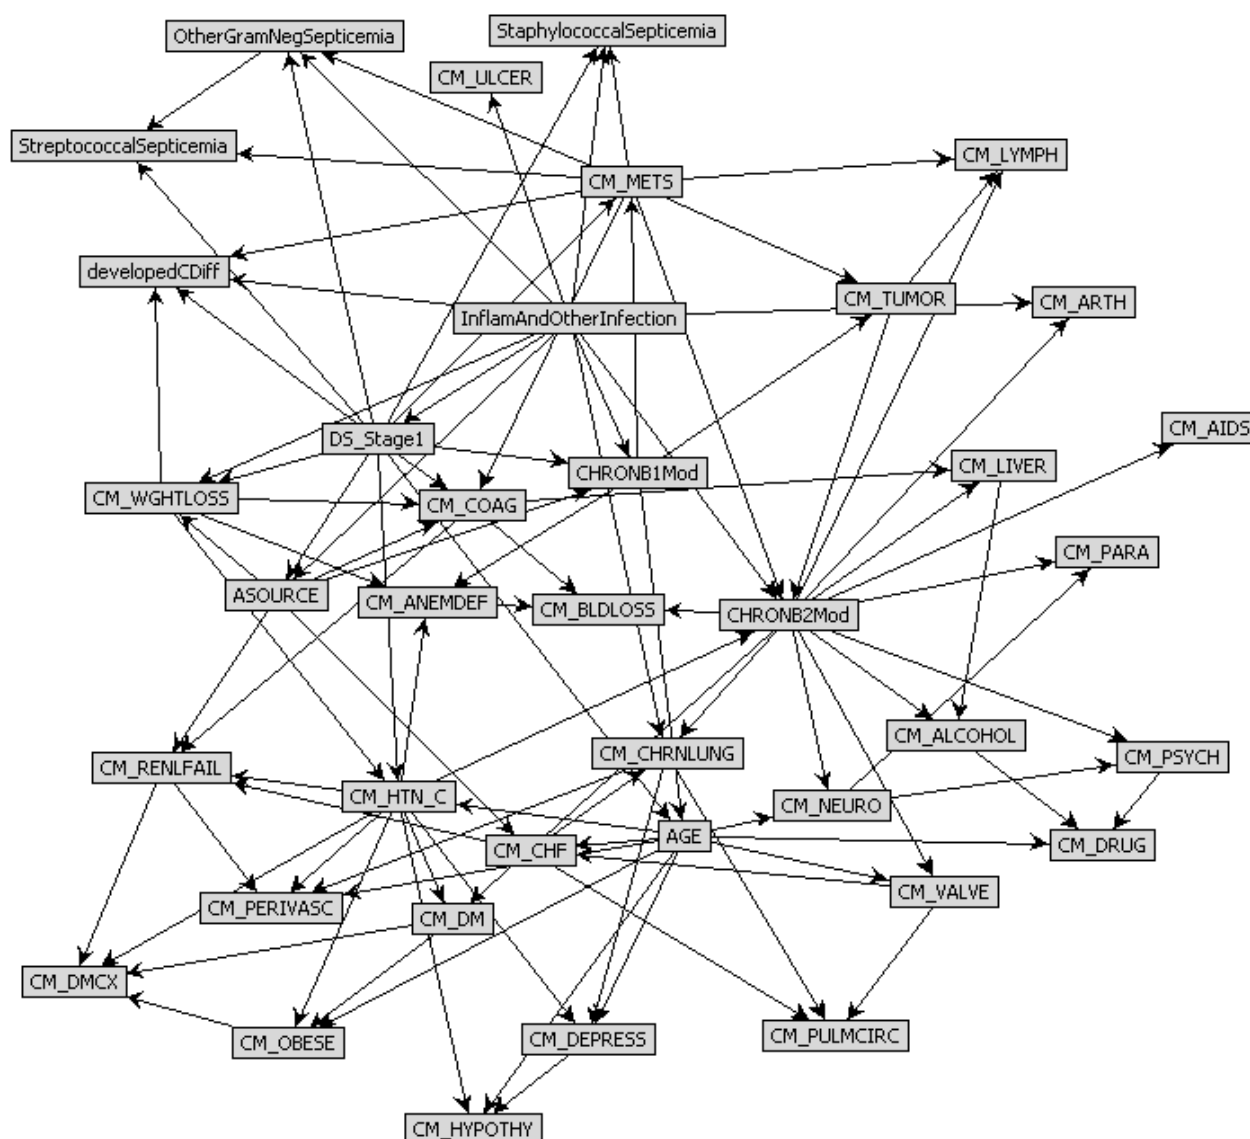 OtherGramNegSepticemia
StaphylococcalSepticemia
CM_ULCER
StreptococcalSepticemia
CM_LYMPH
CM_METS
developedCDiff
CM_TUMOR
CM_ARTH
InflamAndOtherInfection
DS_Stage1
CM_AIDS
CHRONB1Mod
CM_LIVER
CM_WGHTLOSS
CM_COAG
CM_PARA
ASOURCE
CM_ANEMDEF
CM_BLDLOSS
CHRONB2Mod
CM_ALCOHOL
CM_RENLFAIL
CM_CHRNLUNG
CM_PSYCH
CM_HTN_C
CM_NEURO
CM_CHF
AGE
CM_DRUG
CM_VALVE
CM_PERIVASC
CM_DM
CM_DMCX
CM_OBESE
CM_DEPRESS
CM_PULMCIRC
CM_HYPOTHY